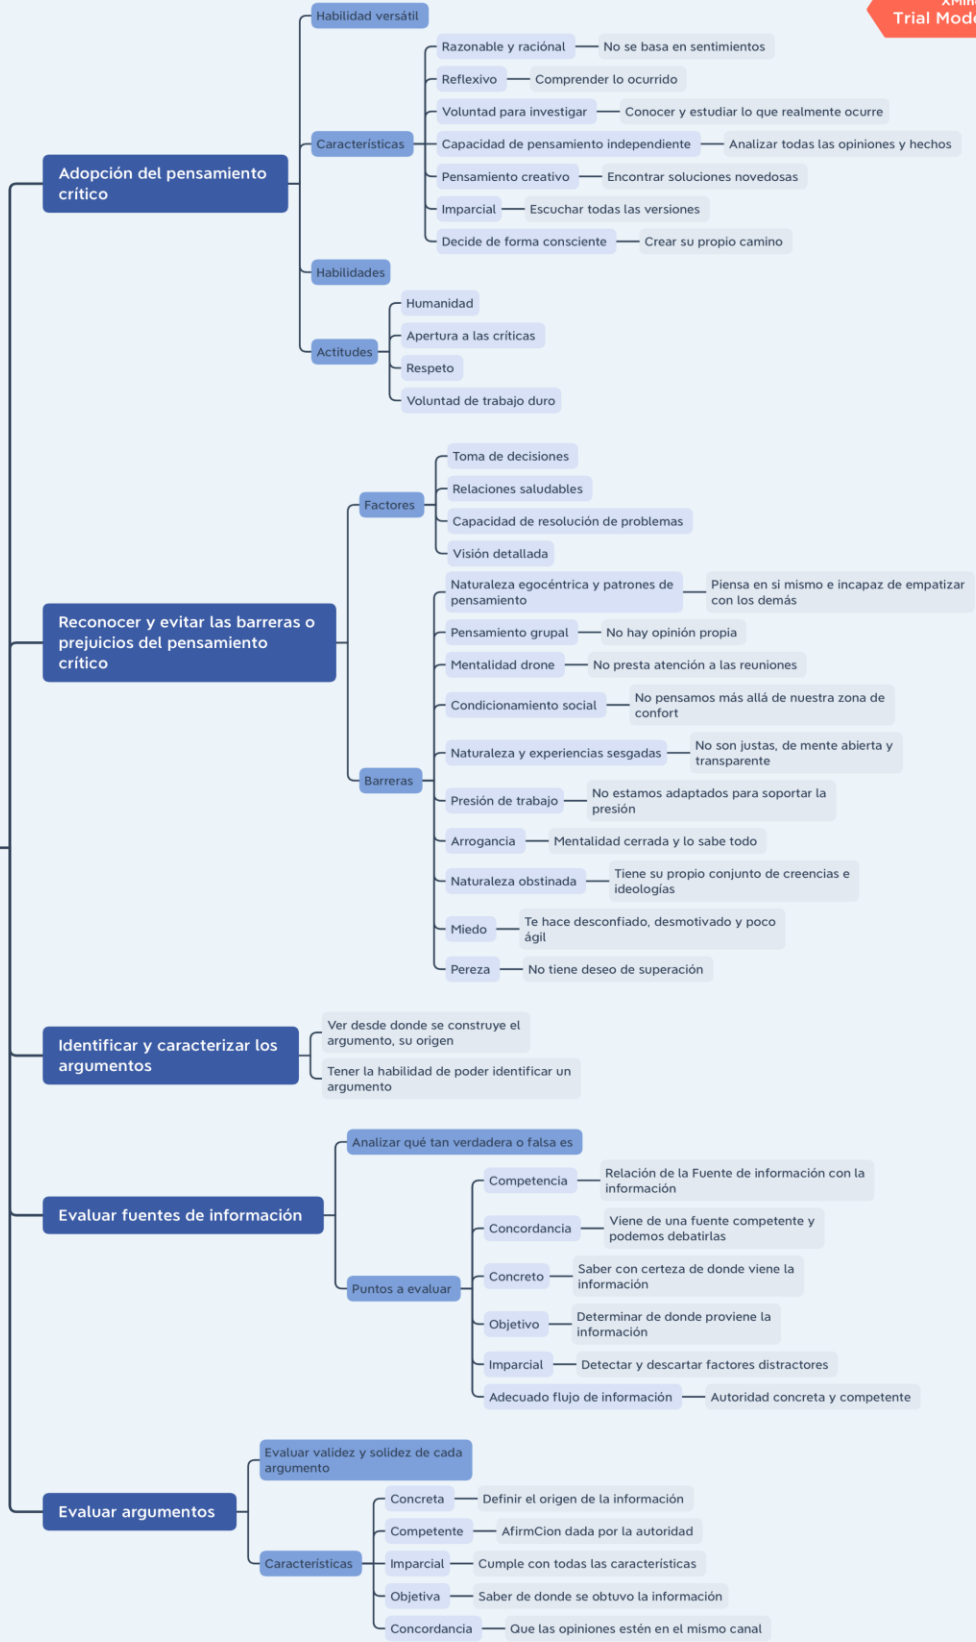 XMind
Trial Mode
Habilidad versátil
Adopción del pensamiento
crítico
Características
Razonable y raciónal
No se basa en sentimientos
Reflexivo
Comprender lo ocurrido
Voluntad para investigar
Conocer y estudiar lo que realmente ocurre
Capacidad de pensamiento independiente
Analizar todas las opiniones y hechos
Pensamiento creativo
Encontrar soluciones novedosas
Imparcial
Escuchar todas las versiones
Decide de forma consciente
Crear su propio camino
Habilidades
Actitudes
Humanidad
Apertura a las críticas
Respeto
Voluntad de trabajo duro
Reconocer y evitar las barreras o
prejuicios del pensamiento
crítico
Factores
Toma de decisiones
Relaciones saludables
Capacidad de resolución de problemas
Visión detallada
Barreras
Naturaleza egocéntrica y patrones de
pensamiento
Piensa en si mismo e incapaz de empatizar
con los demás
Pensamiento grupal
No hay opinión propia
Mentalidad drone
No presta atención a las reuniones
Condicionamiento social
No pensamos más allá de nuestra zona de
confort
Naturaleza y experiencias sesgadas
No son justas, de mente abierta y
transparente
Presión de trabajo
No estamos adaptados para soportar la
presión
Arrogancia
Mentalidad cerrada y lo sabe todo
Naturaleza obstinada
Tiene su propio conjunto de creencias e
ideologías
Miedo
Te hace desconfiado, desmotivado y poco
ágil
Pereza
No tiene deseo de superación
Identificar y caracterizar los
argumentos
Ver desde donde se construye el
argumento, su origen
Tener la habilidad de poder identificar un
argumento
Evaluar fuentes de información
Analizar qué tan verdadera o falsa es
Puntos a evaluar
Competencia
Relación de la Fuente de información con la
información
Concordancia
Viene de una fuente competente y
podemos debatirlas
Concreto
Saber con certeza de donde viene la
información
Objetivo
Determinar de donde proviene la
información
Imparcial
Detectar y descartar factores distractores
Adecuado flujo de información
Autoridad concreta y competente
Evaluar argumentos
Evaluar validez y solidez de cada
argumento
Características
Concreta
Definir el origen de la información
Competente
AfirmCion dada por la autoridad
Imparcial
Cumple con todas las características
Objetiva
Saber de donde se obtuvo la información
Concordancia
Que las opiniones estén en el mismo canal